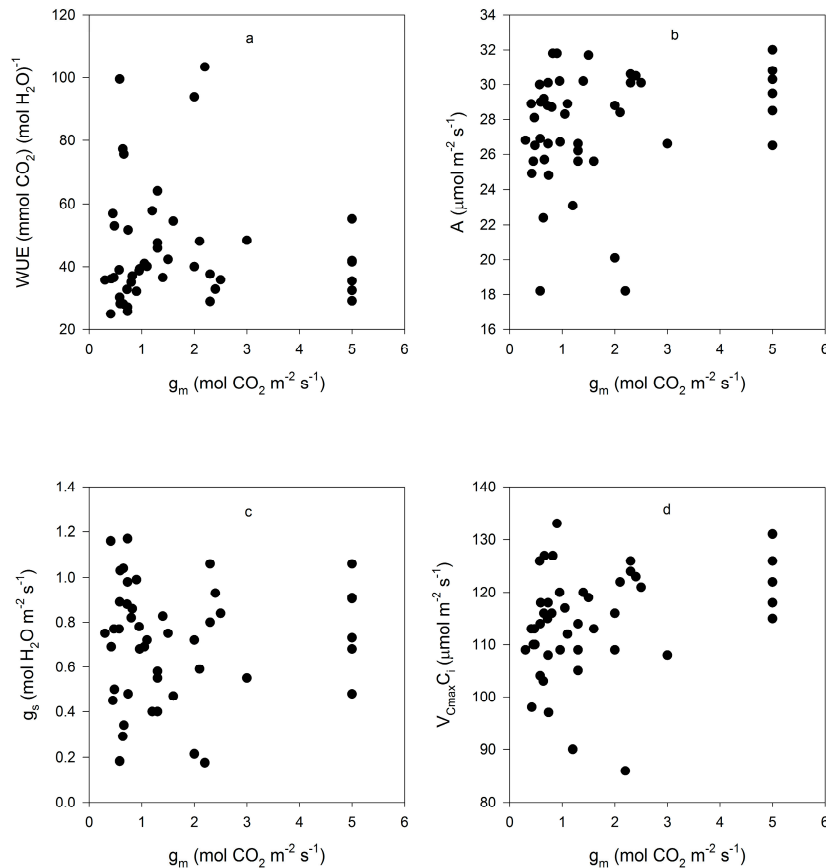 a
120
100
80
60
40
20
WUE (mmol CO₂) (mol H₂O)⁻¹
0 1 2 3 4 5 6
gₘ (mol CO₂ m⁻² s⁻¹)
b
34
32
30
28
26
24
22
20
18
16
A (μmol m⁻² s⁻¹)
0 1 2 3 4 5 6
gₘ (mol CO₂ m⁻² s⁻¹)
c
1.4
1.2
1.0
0.8
0.6
0.4
0.2
0.0
gₛ (mol H₂O m⁻² s⁻¹)
0 1 2 3 4 5 6
gₘ (mol CO₂ m⁻² s⁻¹)
d
140
130
120
110
100
90
80
V_Cmax C_i (μmol m⁻² s⁻¹)
0 1 2 3 4 5 6
gₘ (mol CO₂ m⁻² s⁻¹)